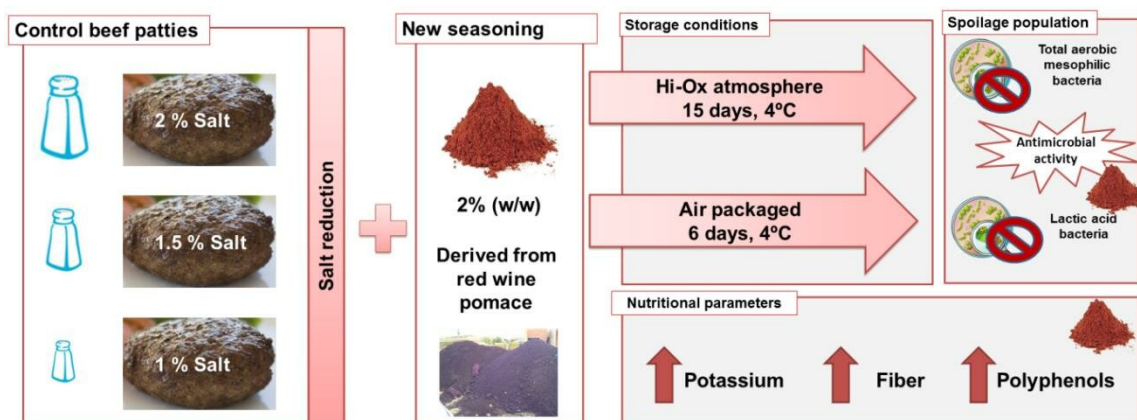 Control beef patties
2 % Salt
1.5 % Salt
1 % Salt
Salt reduction
New seasoning
2% (w/w)
Derived from
red wine
pomace
Storage conditions
Hi-Ox atmosphere
15 days, 4ºC
Air packaged
6 days, 4ºC
Spoilage population
Total aerobic
mesophilic
bacteria
Antimicrobial
activity
Lactic acid
bacteria
Nutritional parameters
Potassium
Fiber
Polyphenols